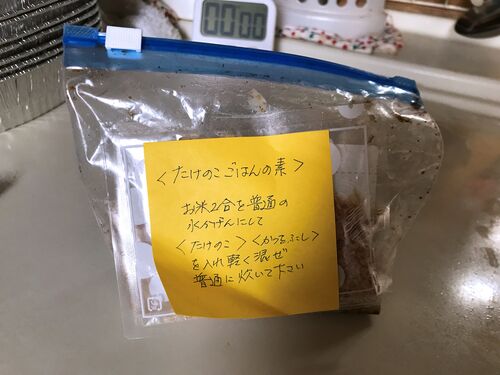 00:00
<たけのこごはんの素>
お米2合を普通の
水かげんにして
<たけのこ> <かつおぶし>
を入れ軽く混ぜ
普通に炊いて下さい